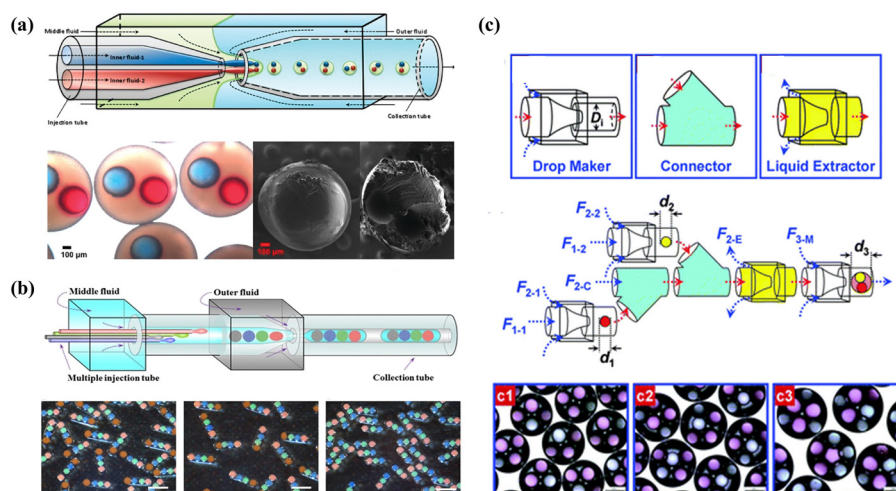 (a)
Middle fluid
Outer fluid
Inner fluid-1
Inner fluid-2
Injection tube
Collection tube
100 μm
100 μm
(b)
Middle fluid
Outer fluid
Multiple injection tube
Collection tube
(c)
Di
Drop Maker
Connector
Liquid Extractor
F2-2
d2
F1-2
F2-E
F3-M
d3
F2-1
F2-C
F1-1
d1
c1
c2
c3